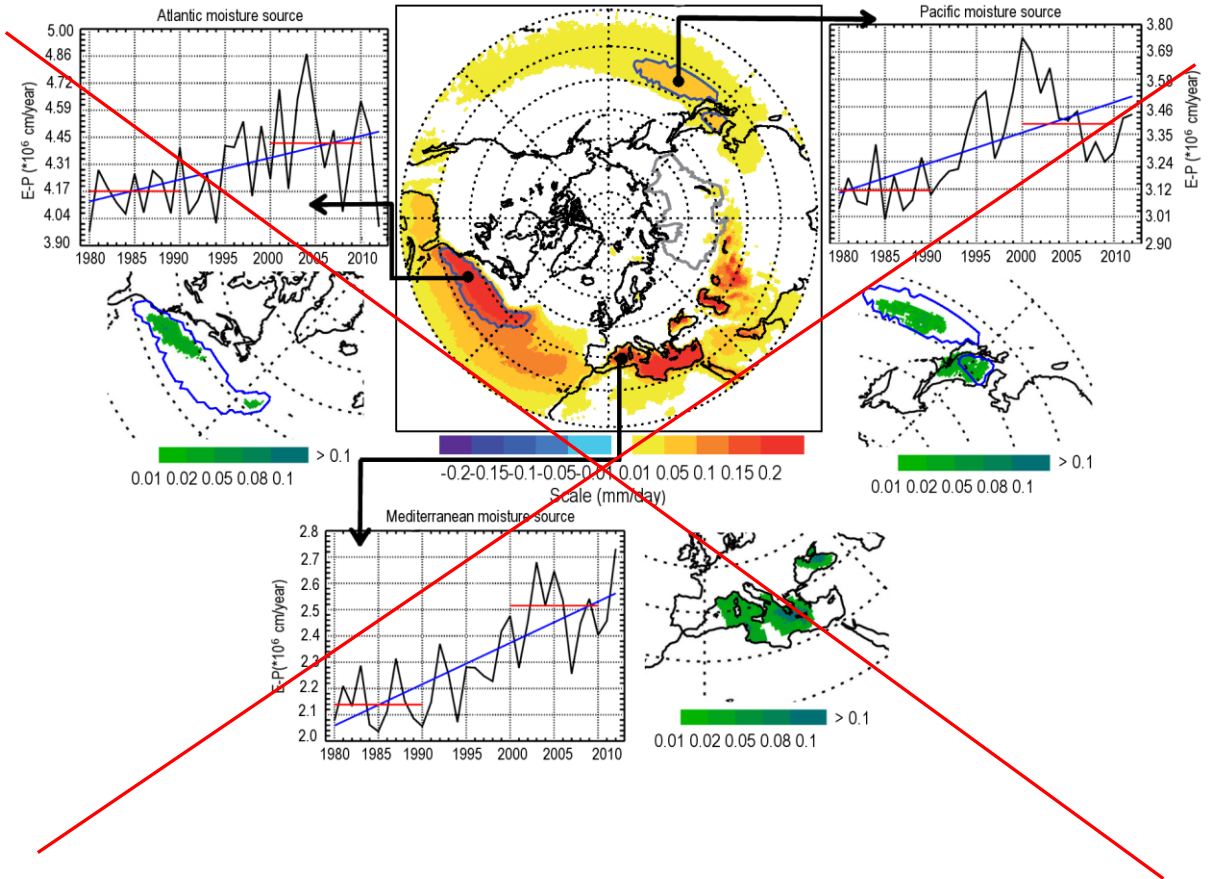 Atlantic moisture source
5.00
4.86
4.72
4.59
4.45
4.31
4.17
4.04
3.90
E-P(*10⁶ cm/year)
1980 1985 1990 1995 2000 2005 2010
Pacific moisture source
3.80
3.69
3.58
3.46
3.35
3.24
3.12
3.01
2.90
E-P(*10⁶ cm/year)
1980 1985 1990 1995 2000 2005 2010
0.01 0.02 0.05 0.08 0.1 > 0.1
-0.2-0.15-0.1-0.05-0.01 0.01 0.05 0.1 0.15 0.2
Scale (mm/day)
0.01 0.02 0.05 0.08 0.1 > 0.1
Mediterranean moisture source
2.8
2.7
2.6
2.5
2.4
2.3
2.2
2.1
2.0
E-P(*10⁶ cm/year)
1980 1985 1990 1995 2000 2005 2010
0.01 0.02 0.05 0.08 0.1 > 0.1